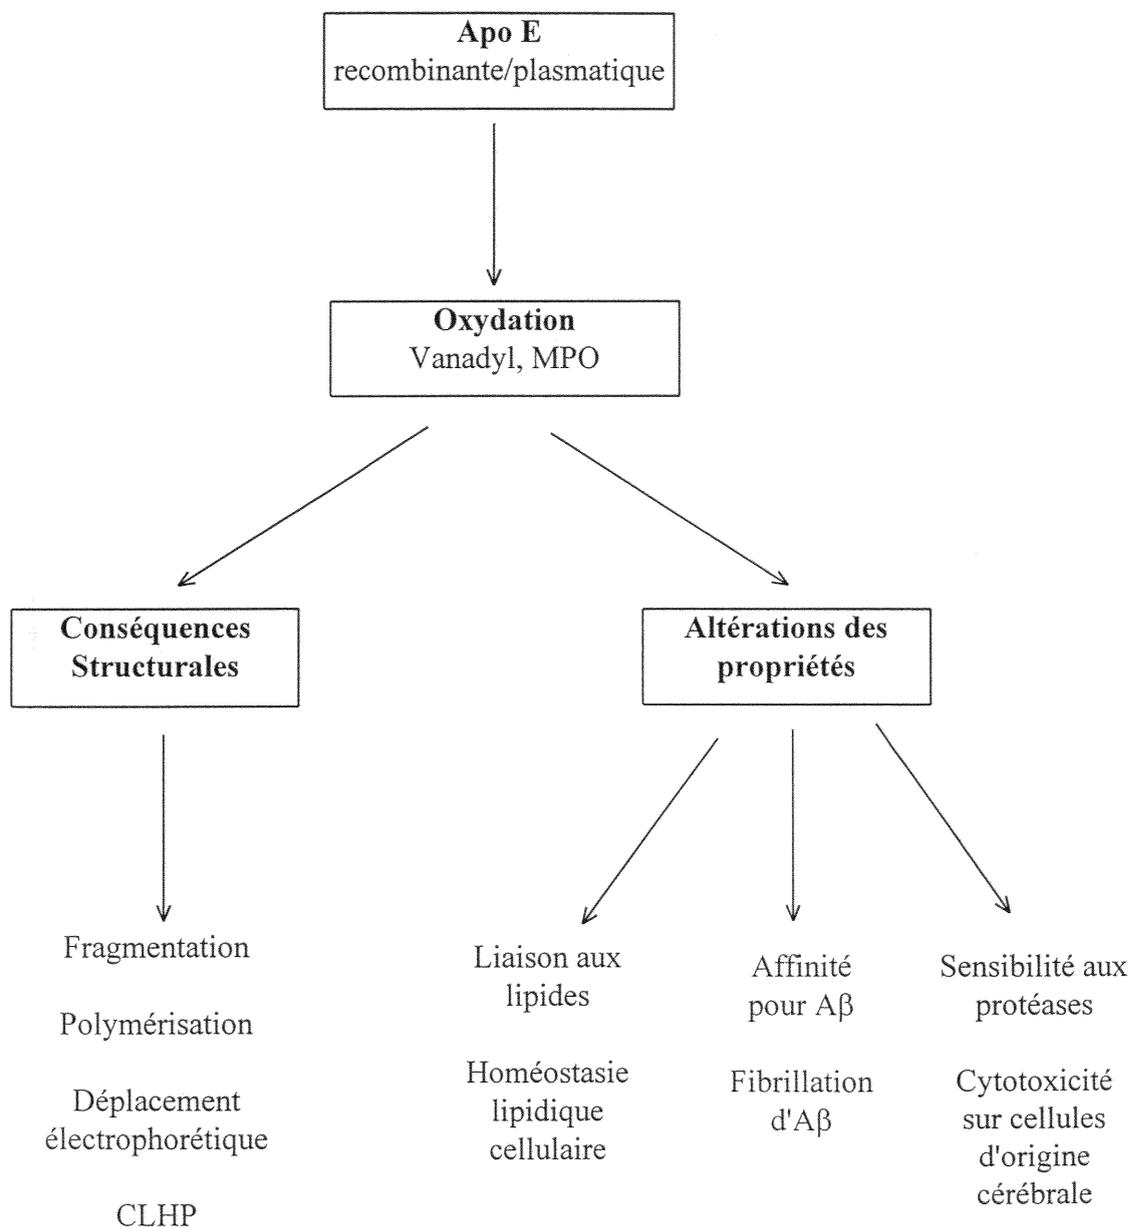 Apo E
recombinante/plasmatique
Oxydation
Vanadyl, MPO
Conséquences
Structurales
Altérations des
propriétés
Fragmentation
Polymérisation
Déplacement
électrophorétique
CLHP
Liaison aux
lipides
Homéostasie
lipidique
cellulaire
Affinité
pour Aβ
Fibrillation
d'Aβ
Sensibilité aux
protéases
Cytotoxicité
sur cellules
d'origine
cérébrale